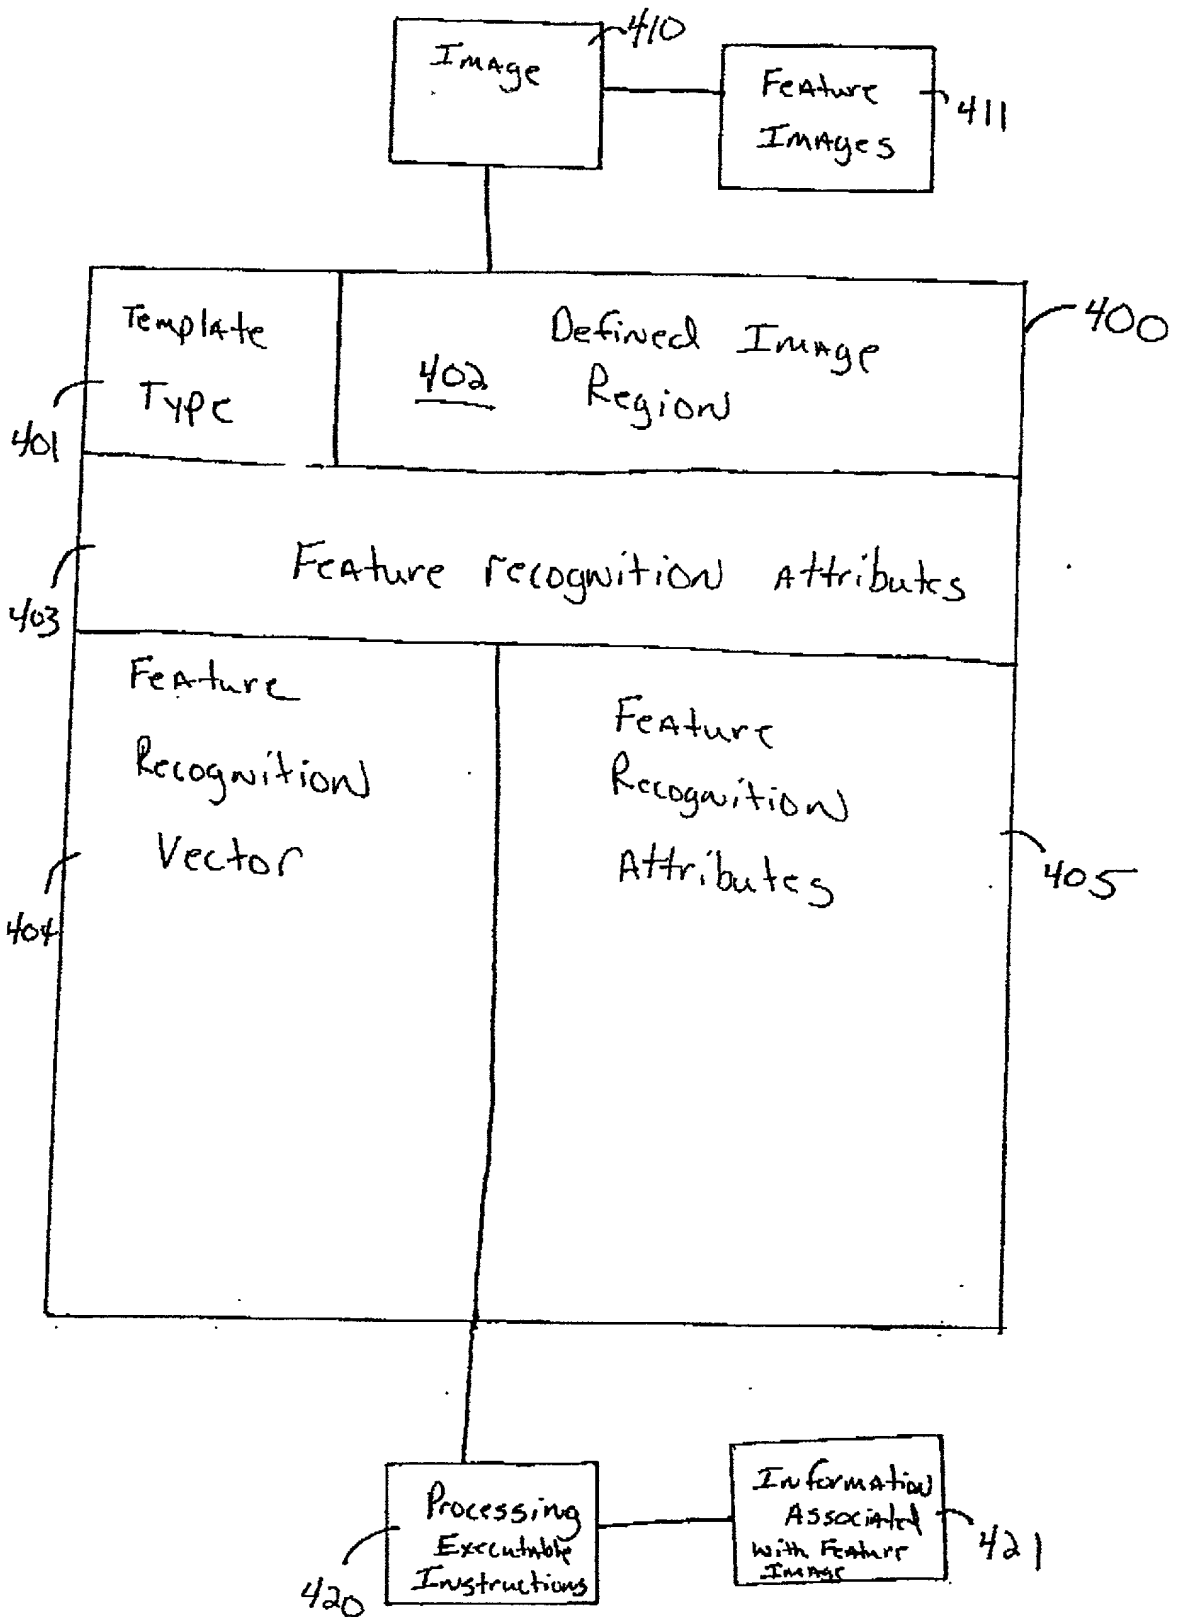 Image
410
Feature
Images
411
Template
Type
401
402
Defined Image
Region
400
Feature recognition attributes
403
Feature
Recognition
Vector
404
Feature
Recognition
Attributes
405
Processing
Executable
Instructions
420
Information
Associated
with Feature
Image
421